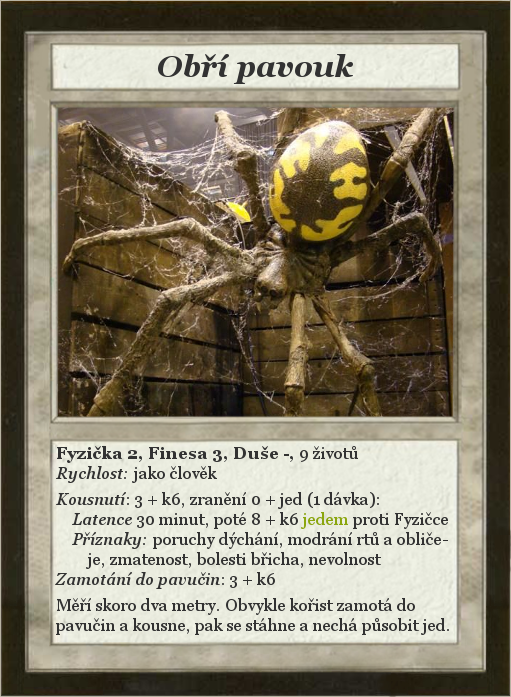 Obří pavouk
Fyzička 2, Finesa 3, Duše -, 9 životů
Rychlost: jako člověk
Kousnutí: 3 + k6, zranění 0 + jed (1 dávka):
Latence 30 minut, poté 8 + k6 jedem proti Fyzičce
Příznaky: poruchy dýchání, modrání rtů a obliče-
je, zmatenost, bolesti břicha, nevolnost
Zamotání do pavučin: 3 + k6
Měří skoro dva metry. Obvykle kořist zamotá do
pavučin a kousne, pak se stáhne a nechá působit jed.